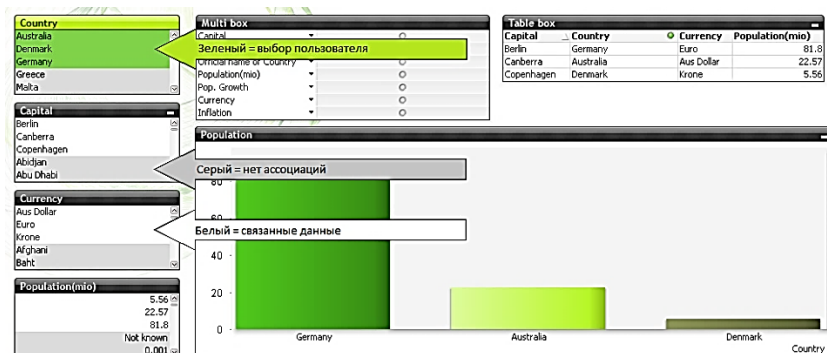 Country
Australia
Denmark
Germany
Greece
Malta
Capital
Berlin
Canberra
Copenhagen
Abidjan
Abu Dhabi
Currency
Aus Dollar
Euro
Krone
Afghani
Baht
Population(mio)
5.56
22.57
81.8
Not known
0.001
Multi box
Capital
Зеленый = выбор пользователя
Official name of Country
Population(mio)
Pop. Growth
Currency
Inflation
Table box
Capital Country Currency Population(mio)
Berlin Germany Euro 81.8
Canberra Australia Aus Dollar 22.57
Copenhagen Denmark Krone 5.56
Population
Серый = нет ассоциаций
80
60
Белый = связанные данные
40
20
0
Germany Australia Denmark
Country